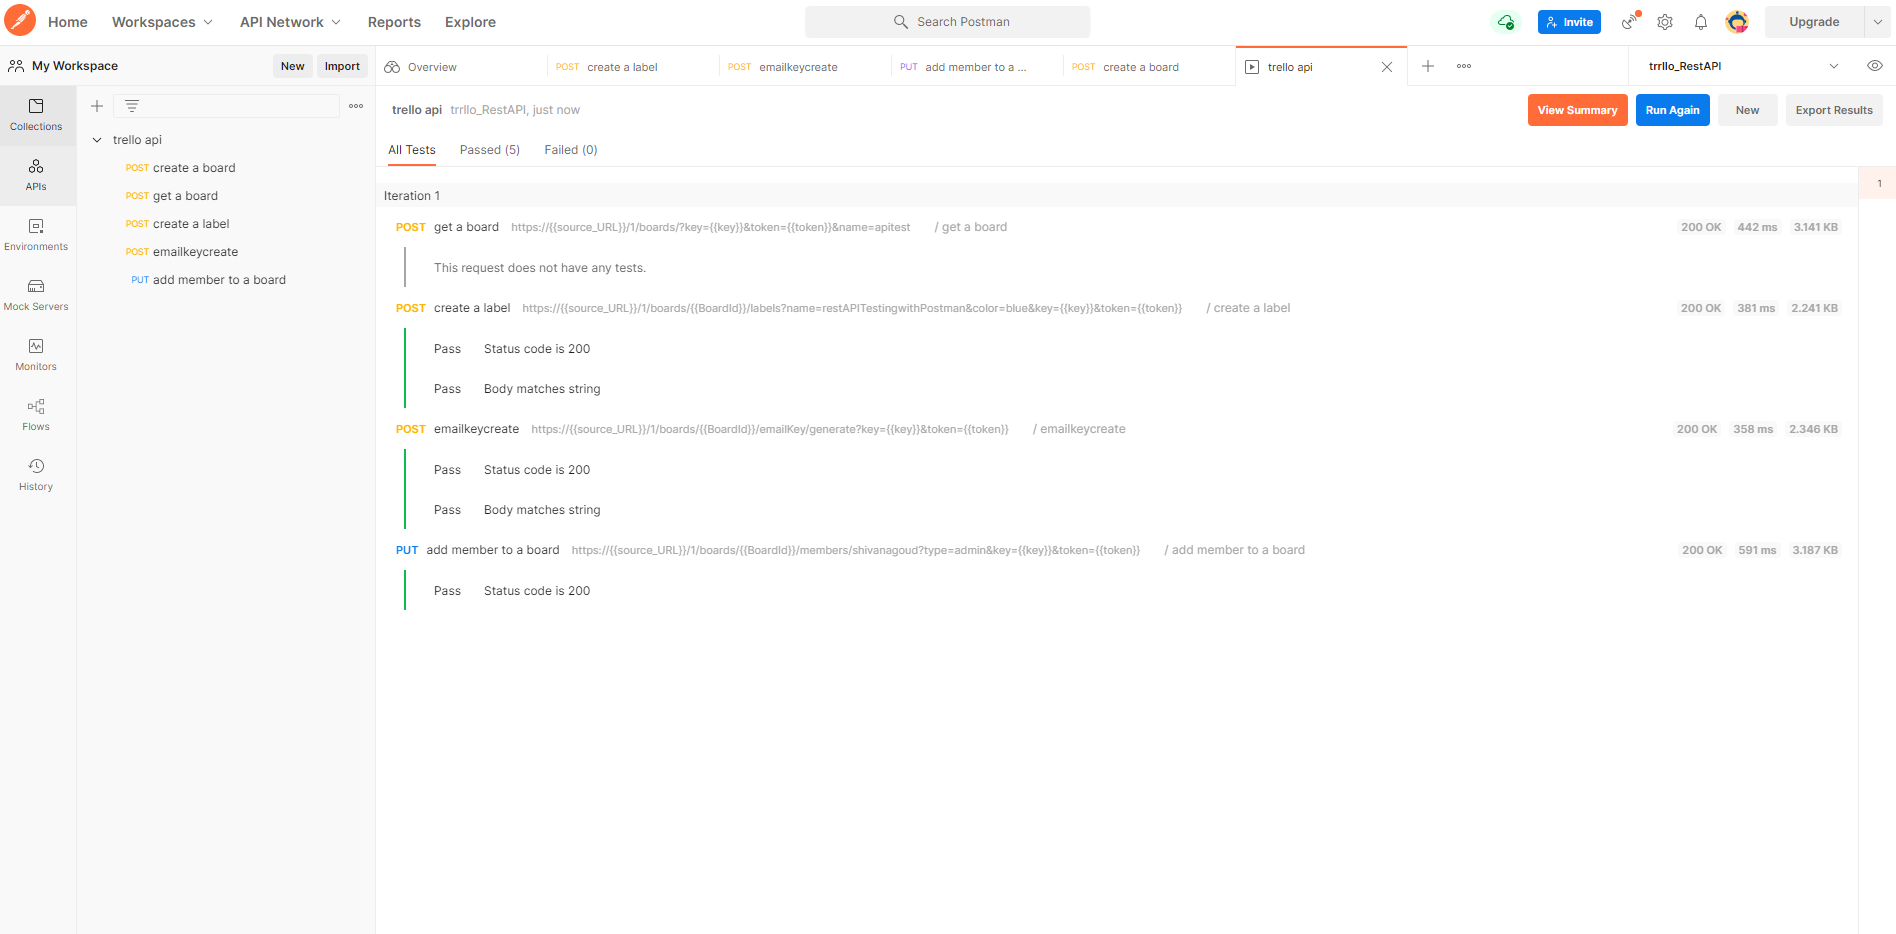 Home Workspaces API Network Reports Explore Search Postman Invite Upgrade
My Workspace New Import Overview POST create a label POST emailkeycreate PUT add member to a ... POST create a board trello api trrllo_RestAPI
Collections
APIs
Environments
Mock Servers
Monitors
Flows
History
trello api
POST create a board
POST get a board
POST create a label
POST emailkeycreate
PUT add member to a board
trello api trrllo_RestAPI, just now View Summary Run Again New Export Results
All Tests Passed (5) Failed (0)
1
Iteration 1
POST get a board https://{{source_URL}}/1/boards/?key={{key}}&token={{token}}&name=apitest / get a board 200 OK 442 ms 3.141 KB
This request does not have any tests.
POST create a label https://{{source_URL}}/1/boards/{{BoardId}}/labels?name=restAPITestingwithPostman&color=blue&key={{key}}&token={{token}} / create a label 200 OK 381 ms 2.241 KB
Pass Status code is 200
Pass Body matches string
POST emailkeycreate https://{{source_URL}}/1/boards/{{BoardId}}/emailKey/generate?key={{key}}&token={{token}} / emailkeycreate 200 OK 358 ms 2.346 KB
Pass Status code is 200
Pass Body matches string
PUT add member to a board https://{{source_URL}}/1/boards/{{BoardId}}/members/shivanagoud?type=admin&key={{key}}&token={{token}} / add member to a board 200 OK 591 ms 3.187 KB
Pass Status code is 200